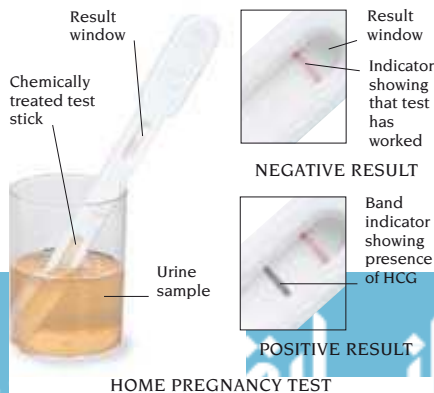 Result
window
Chemically
treated test
stick
Urine
sample
Result
window
Indicator
showing
that test
has
worked
NEGATIVE RESULT
Band
indicator
showing
presence
of HCG
POSITIVE RESULT
HOME PREGNANCY TEST